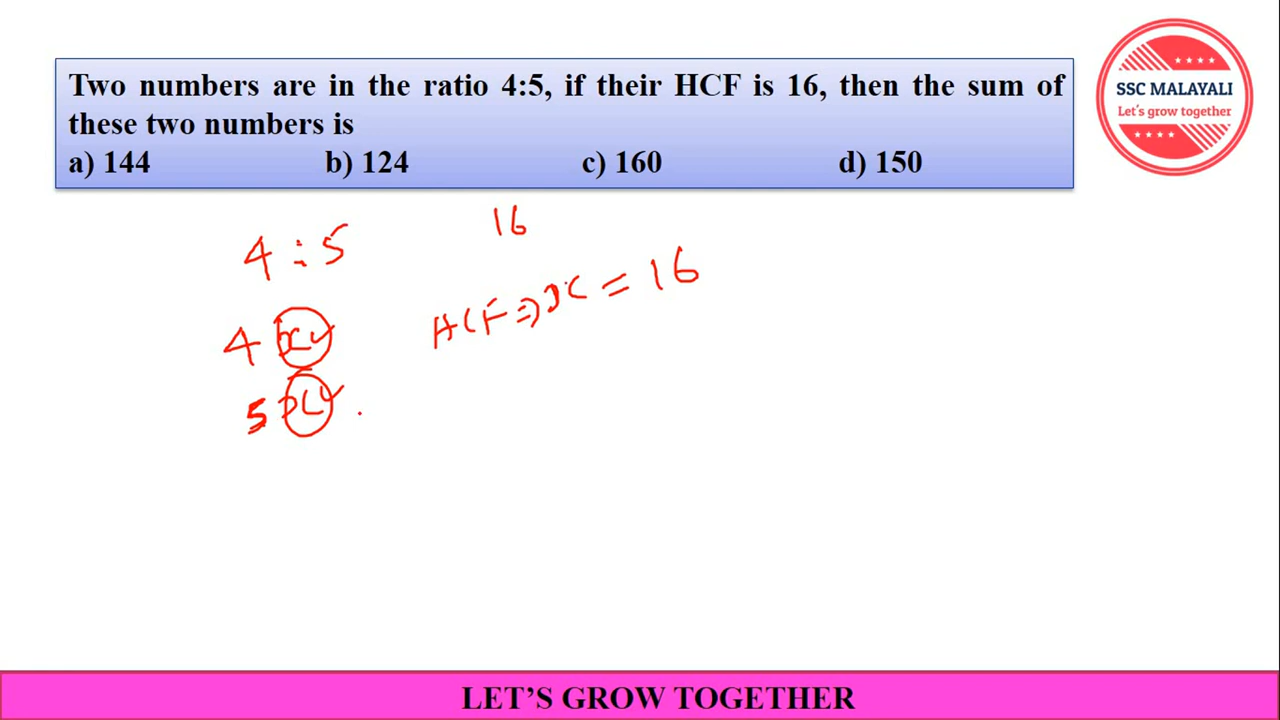 Two numbers are in the ratio 4:5, if their HCF is 16, then the sum of
these two numbers is
a) 144 b) 124 c) 160 d) 150
SSC MALAYALI
Let's grow together
4 : 5
16
HCF => x = 16
4 x
5 x
LET'S GROW TOGETHER